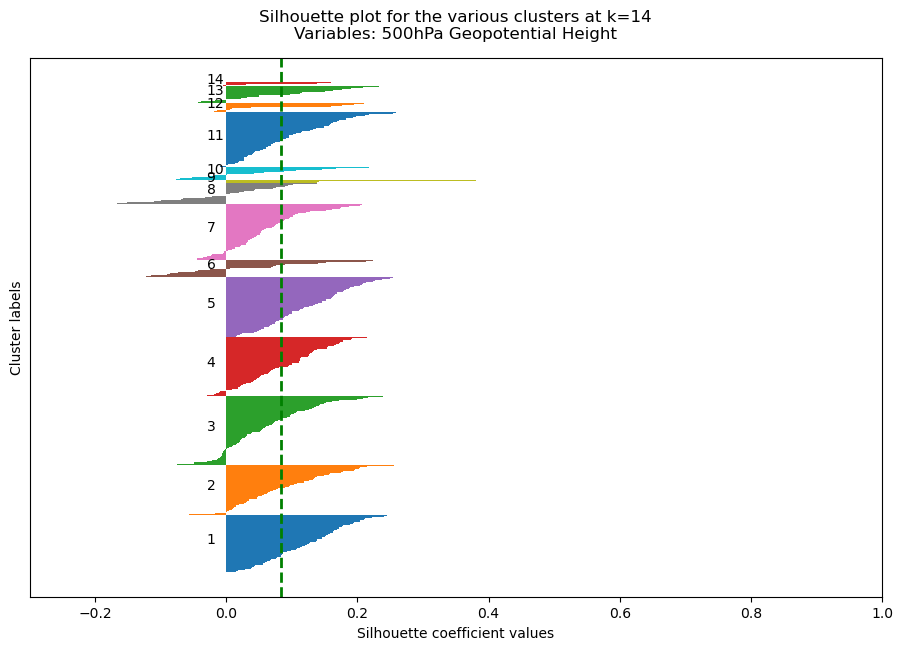 Silhouette plot for the various clusters at k=14
Variables: 500hPa Geopotential Height
14
13
12
11
10
9
8
7
6
5
4
3
2
1
Cluster labels
−0.2 0.0 0.2 0.4 0.6 0.8 1.0
Silhouette coefficient values